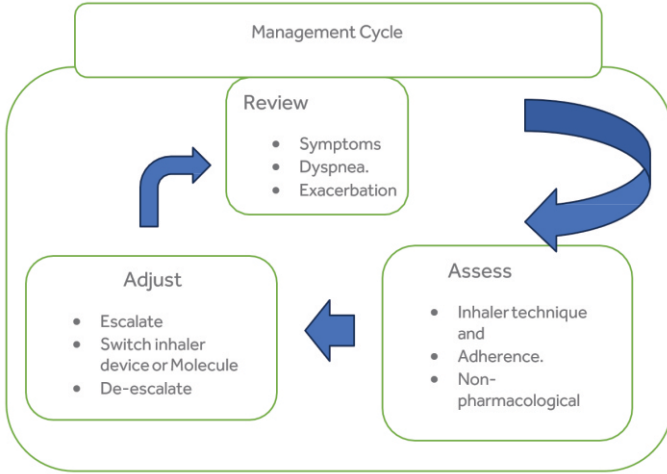 Management Cycle
Review
• Symptoms
• Dyspnea.
• Exacerbation
Assess
• Inhaler technique
and
• Adherence.
• Non-
pharmacological
Adjust
• Escalate
• Switch inhaler
device or Molecule
• De-escalate